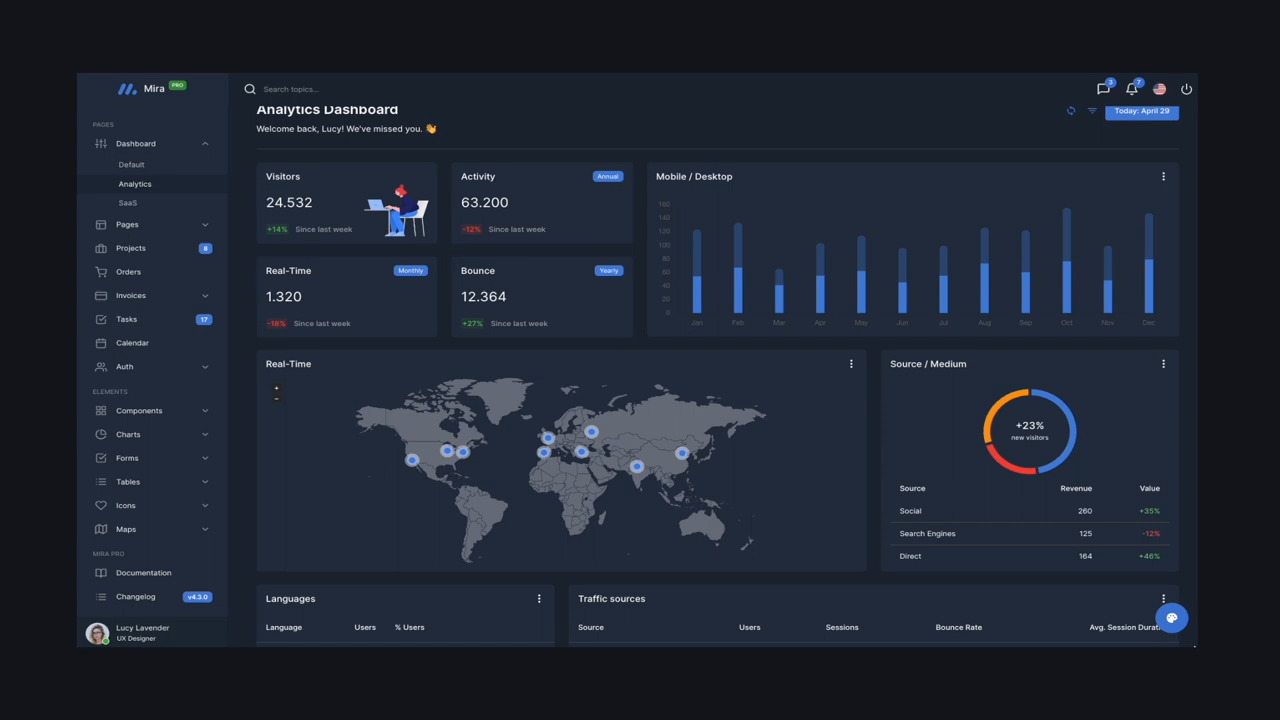 Mira PRO
Search topics...
3
7
PAGES
Dashboard
Default
Analytics
SaaS
Pages
Projects 8
Orders
Invoices
Tasks 17
Calendar
Auth
ELEMENTS
Components
Charts
Forms
Tables
Icons
Maps
MIRA PRO
Documentation
Changelog v4.3.0
Lucy Lavender
UX Designer
Analytics Dashboard
Welcome back, Lucy! We've missed you. 👋
Today: April 29
Visitors
24.532
+14% Since last week
Activity Annual
63.200
-12% Since last week
Real-Time Monthly
1.320
-18% Since last week
Bounce Yearly
12.364
+27% Since last week
Mobile / Desktop
160
140
120
100
80
60
40
20
0
Jan Feb Mar Apr May Jun Jul Aug Sep Oct Nov Dec
Real-Time
+
−
Source / Medium
+23%
new visitors
Source Revenue Value
Social 260 +35%
Search Engines 125 -12%
Direct 164 +46%
Languages
Language Users % Users
Traffic sources
Source Users Sessions Bounce Rate Avg. Session